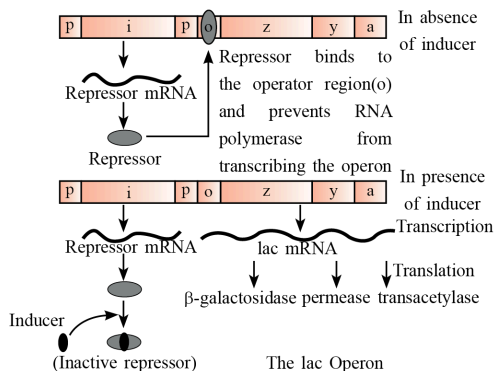 p i p o z y a
In absence
of inducer
Repressor mRNA
Repressor
Repressor binds to
the operator region(o)
and prevents RNA
polymerase from
transcribing the operon
p i p o z y a
In presence
of inducer
Transcription
Repressor mRNA
lac mRNA
Translation
β-galactosidase permease transacetylase
Inducer
(Inactive repressor)
The lac Operon